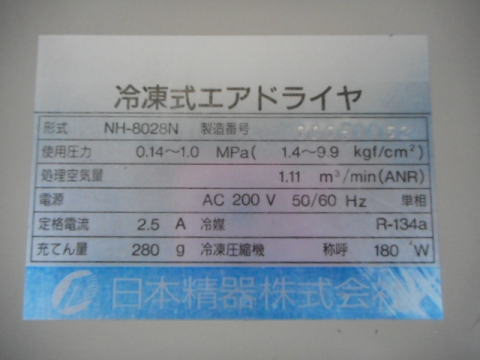 冷凍式エアドライヤ
形式 NH-8028N 製造番号
使用圧力 0.14〜1.0 MPa( 1.4〜9.9 kgf/cm²)
処理空気量 1.11 m³/min(ANR)
電源 AC 200 V 50/60 Hz 単相
定格電流 2.5 A 冷媒 R-134a
充てん量 280 g 冷凍圧縮機 称呼 180 W
日本精器株式会社